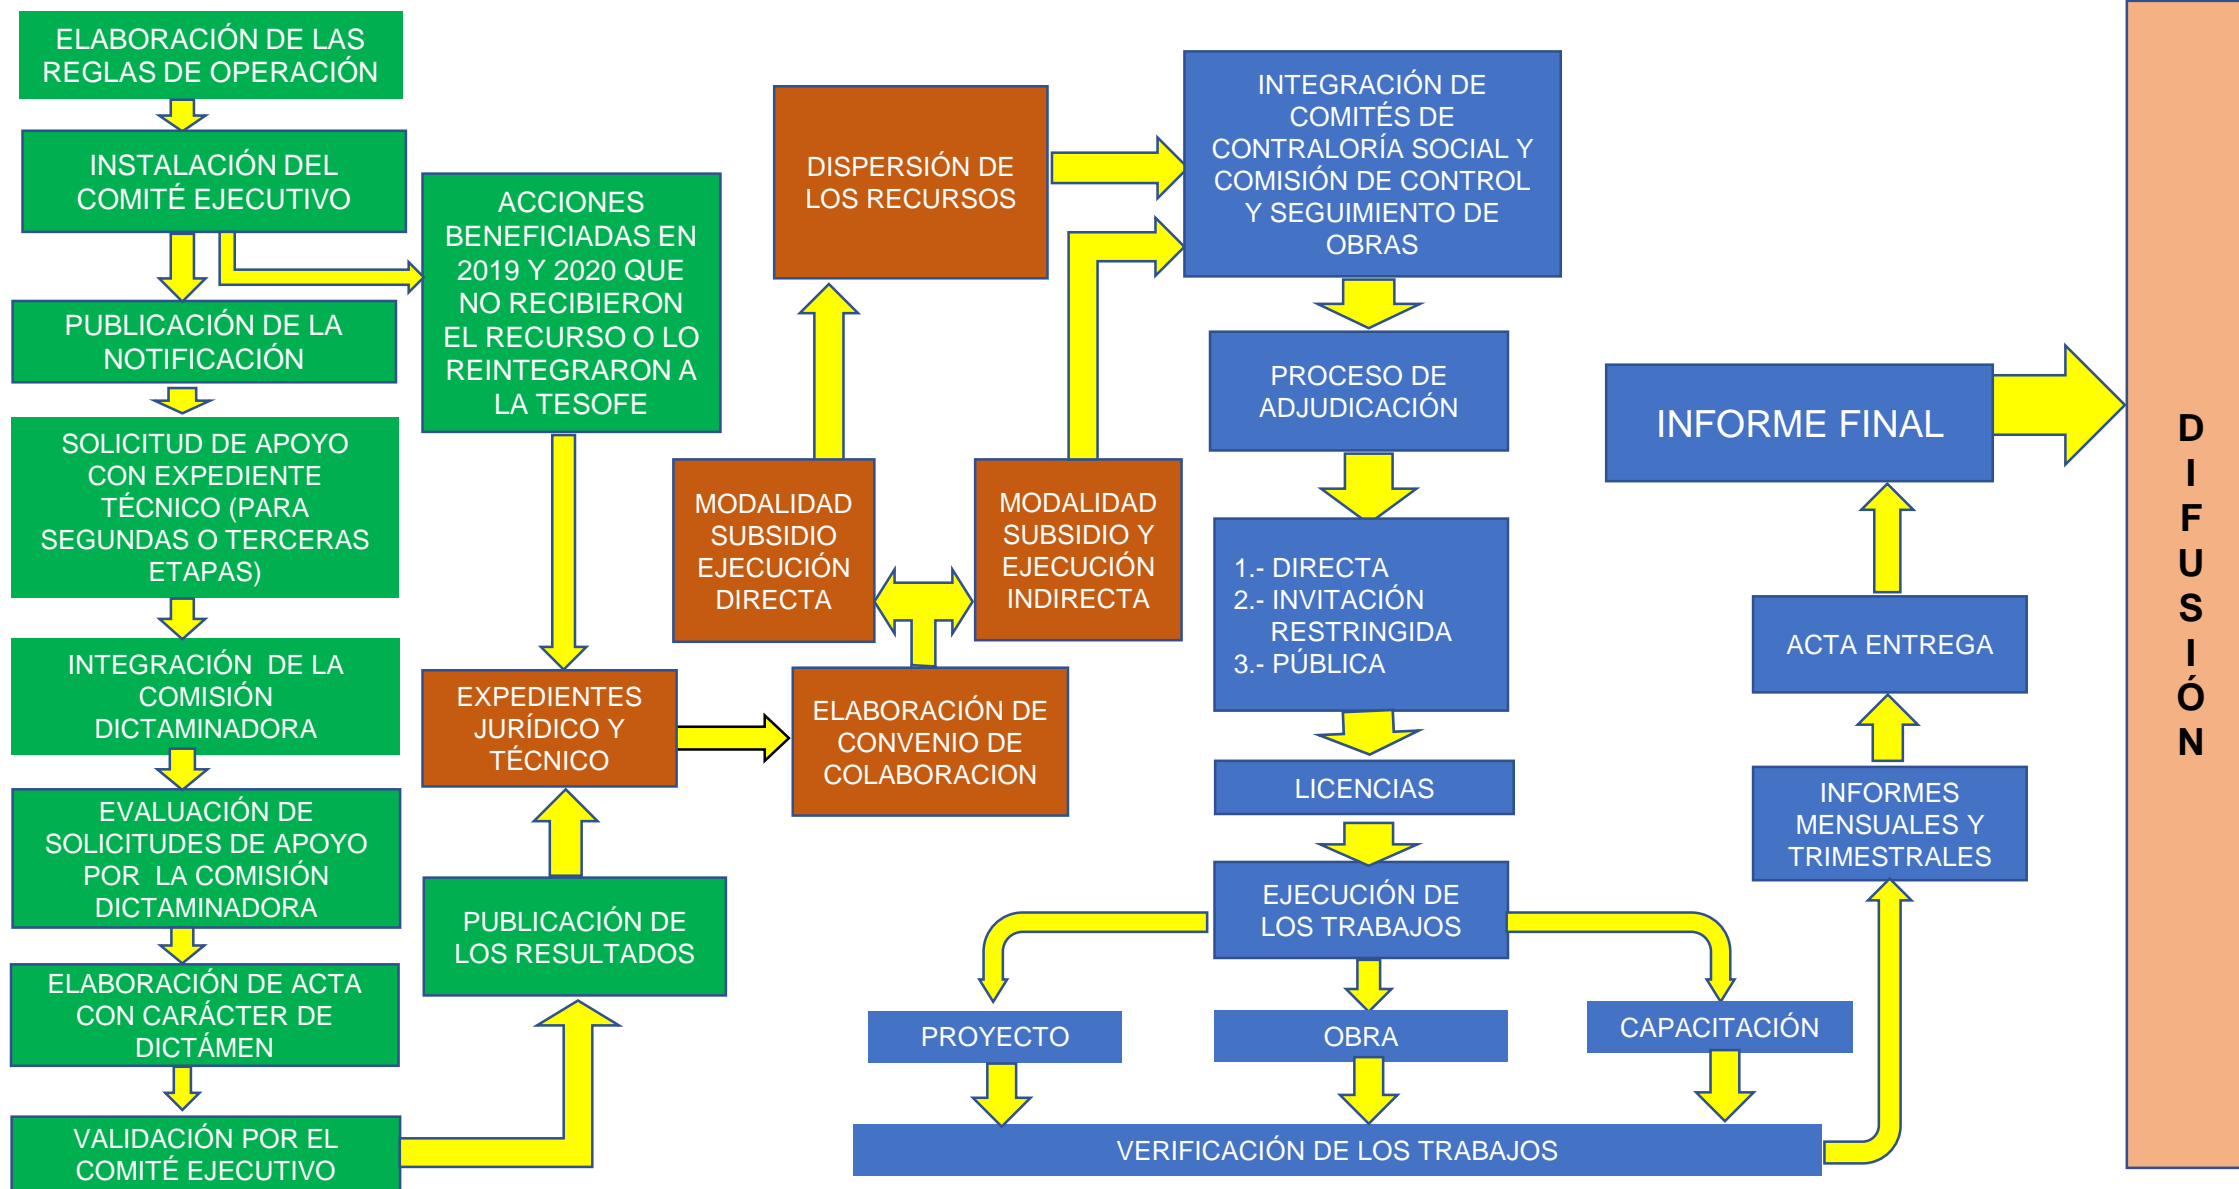 ELABORACIÓN DE LAS
REGLAS DE OPERACIÓN
INSTALACIÓN DEL
COMITÉ EJECUTIVO
PUBLICACIÓN DE LA
NOTIFICACIÓN
SOLICITUD DE APOYO
CON EXPEDIENTE
TÉCNICO (PARA
SEGUNDAS O TERCERAS
ETAPAS)
INTEGRACIÓN DE LA
COMISIÓN
DICTAMINADORA
EVALUACIÓN DE
SOLICITUDES DE APOYO
POR LA COMISIÓN
DICTAMINADORA
ELABORACIÓN DE ACTA
CON CARÁCTER DE
DICTÁMEN
VALIDACIÓN POR EL
COMITÉ EJECUTIVO
ACCIONES
BENEFICIADAS EN
2019 Y 2020 QUE
NO RECIBIERON
EL RECURSO O LO
REINTEGRARON A
LA TESOFE
EXPEDIENTES
JURÍDICO Y
TÉCNICO
PUBLICACIÓN DE
LOS RESULTADOS
DISPERSIÓN DE
LOS RECURSOS
MODALIDAD
SUBSIDIO
EJECUCIÓN
DIRECTA
MODALIDAD
SUBSIDIO Y
EJECUCIÓN
INDIRECTA
ELABORACIÓN DE
CONVENIO DE
COLABORACION
INTEGRACIÓN DE
COMITÉS DE
CONTRALORÍA SOCIAL Y
COMISIÓN DE CONTROL
Y SEGUIMIENTO DE
OBRAS
PROCESO DE
ADJUDICACIÓN
1.- DIRECTA
2.- INVITACIÓN
RESTRINGIDA
3.- PÚBLICA
LICENCIAS
EJECUCIÓN DE
LOS TRABAJOS
PROYECTO
OBRA
CAPACITACIÓN
VERIFICACIÓN DE LOS TRABAJOS
INFORMES
MENSUALES Y
TRIMESTRALES
ACTA ENTREGA
INFORME FINAL
D
I
F
U
S
I
Ó
N